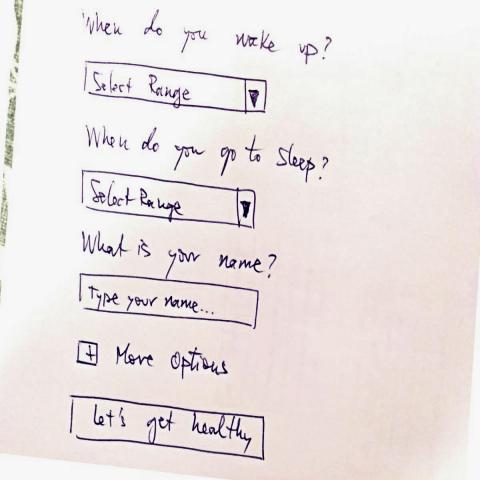 When do you wake up?
Select Range
When do you go to sleep?
Select Range
What is your name?
Type your name...
+ More Options
Let's get healthy